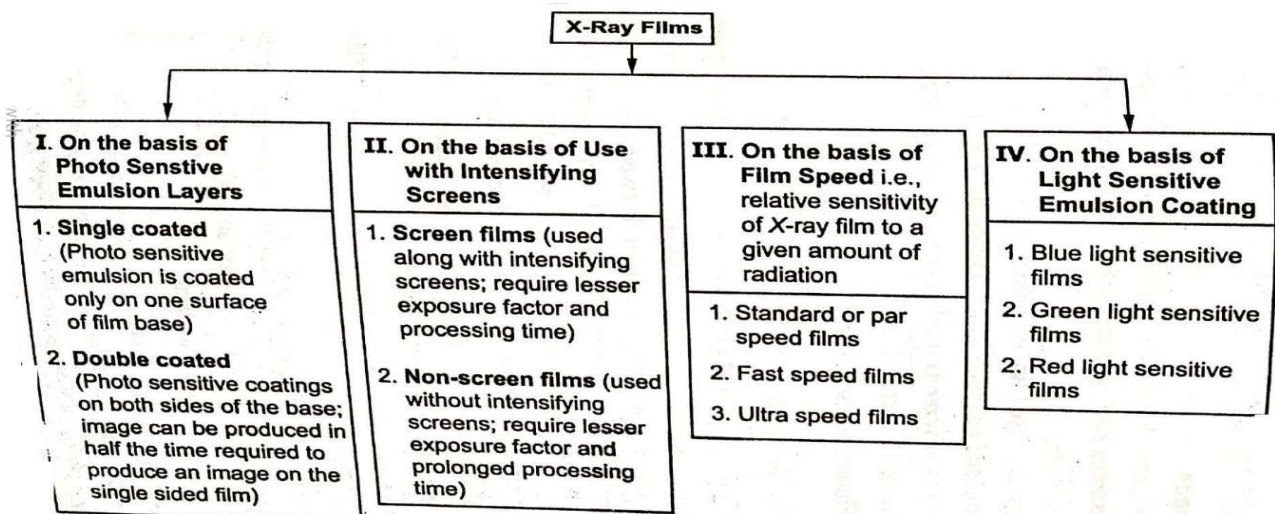 X-Ray Films
I. On the basis of
Photo Senstive
Emulsion Layers
1. Single coated
(Photo sensitive
emulsion is coated
only on one surface
of film base)
2. Double coated
(Photo sensitive coatings
on both sides of the base;
image can be produced in
half the time required to
produce an image on the
single sided film)
II. On the basis of Use
with Intensifying
Screens
1. Screen films (used
along with intensifying
screens; require lesser
exposure factor and
processing time)
2. Non-screen films (used
without intensifying
screens; require lesser
exposure factor and
prolonged processing
time)
III. On the basis of
Film Speed i.e.,
relative sensitivity
of X-ray film to a
given amount of
radiation
1. Standard or par
speed films
2. Fast speed films
3. Ultra speed films
IV. On the basis of
Light Sensitive
Emulsion Coating
1. Blue light sensitive
films
2. Green light sensitive
films
2. Red light sensitive
films